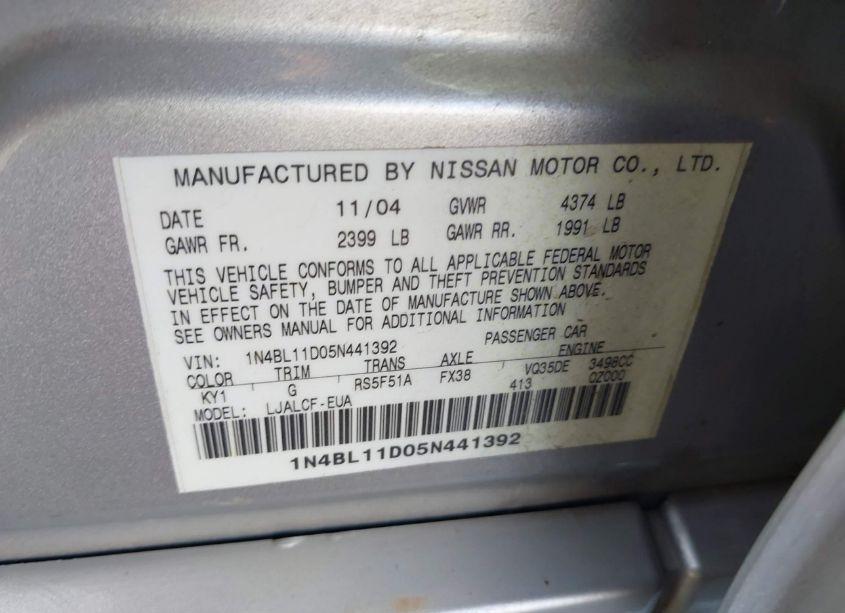 MANUFACTURED BY NISSAN MOTOR CO., LTD.
DATE 11/04 GVWR 4374 LB
GAWR FR. 2399 LB GAWR RR. 1991 LB
THIS VEHICLE CONFORMS TO ALL APPLICABLE FEDERAL MOTOR
VEHICLE SAFETY, BUMPER AND THEFT PREVENTION STANDARDS
IN EFFECT ON THE DATE OF MANUFACTURE SHOWN ABOVE.
SEE OWNERS MANUAL FOR ADDITIONAL INFORMATION
VIN: 1N4BL11D05N441392 PASSENGER CAR
COLOR TRIM TRANS AXLE ENGINE
KY1 G RS5F51A FX38 VQ35DE 3498CC
MODEL: LJALCF-EUA 413 0Z000
1N4BL11D05N441392